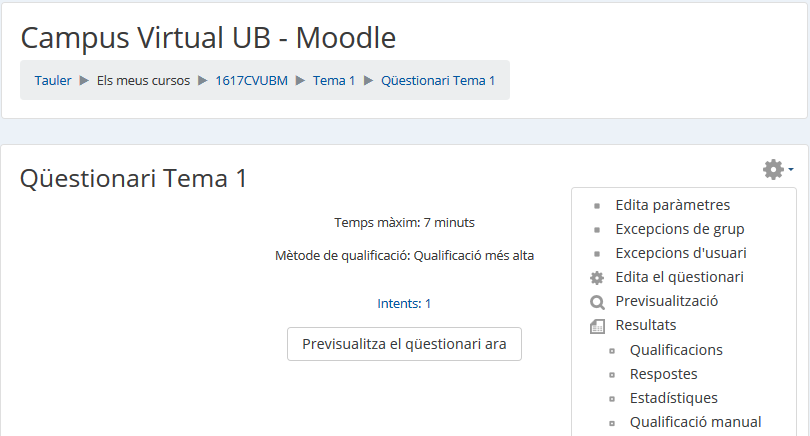 Campus Virtual UB - Moodle
Tauler ► Els meus cursos ► 1617CVUBM ► Tema 1 ► Qüestionari Tema 1
Qüestionari Tema 1
Temps màxim: 7 minuts
Mètode de qualificació: Qualificació més alta
Intents: 1
Previsualitza el qüestionari ara
Edita paràmetres
Excepcions de grup
Excepcions d'usuari
Edita el qüestionari
Previsualització
Resultats
Qualificacions
Respostes
Estadístiques
Qualificació manual